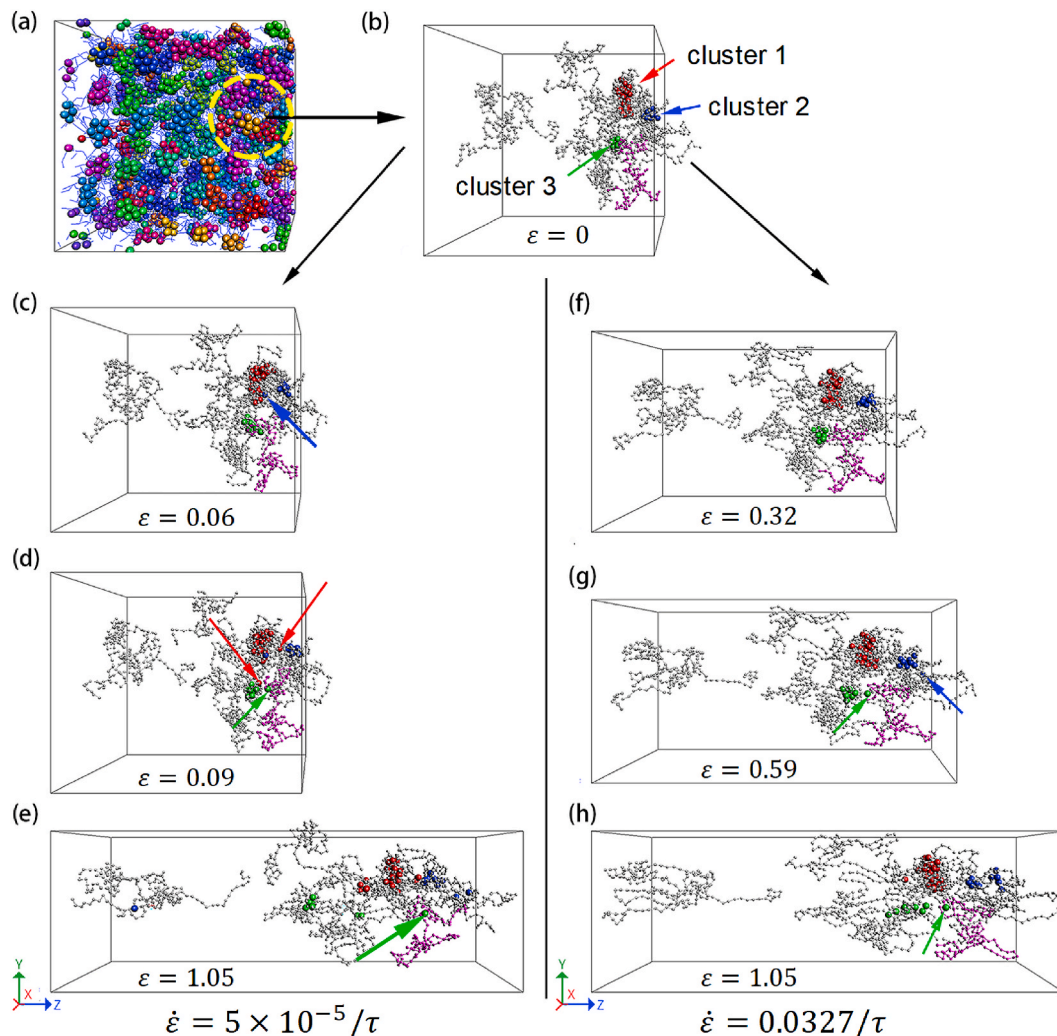 (a)
(b)
cluster 1
cluster 2
cluster 3
ε = 0
(c)
ε = 0.06
(f)
ε = 0.32
(d)
ε = 0.09
(g)
ε = 0.59
(e)
ε = 1.05
(h)
ε = 1.05
Y
X
Z
ε̇ = 5 × 10⁻⁵/τ
Y
X
Z
ε̇ = 0.0327/τ